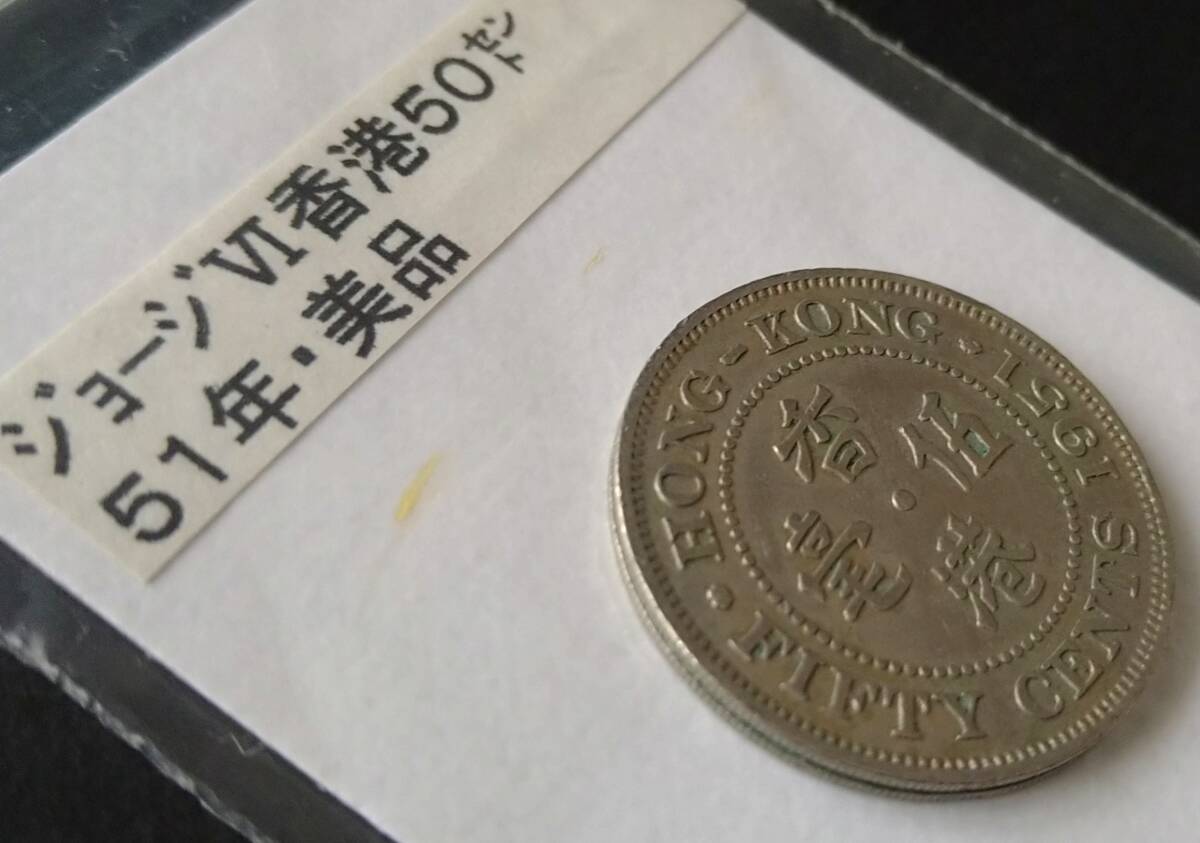 ジョージⅥ香港50セント
51年・美品
HONG-KONG・1951
・FIFTY CENTS
香港
伍毫